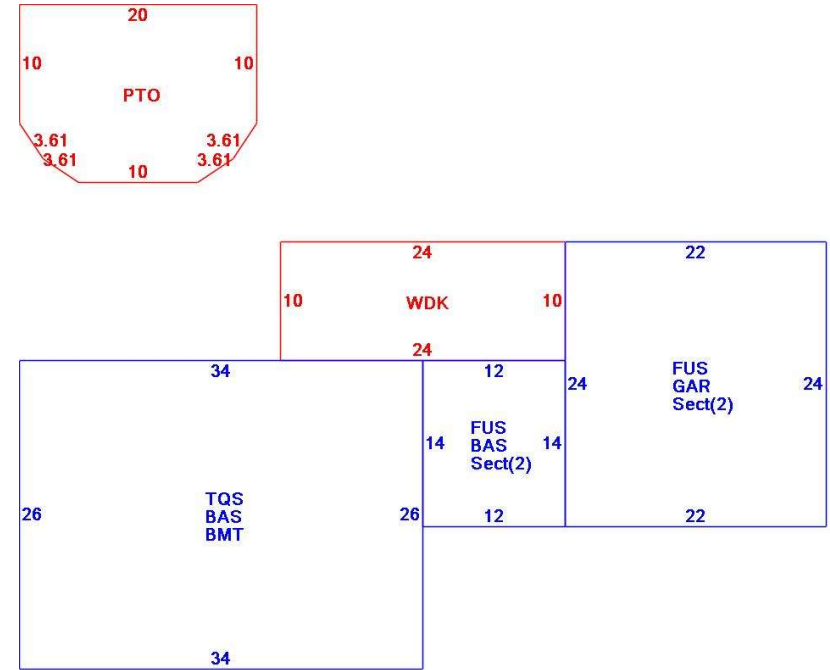 20
10 10
PTO
3.61 3.61
3.61 3.61
10
24 22
10 WDK 10
24
34 12
FUS
24 GAR 24
Sect(2)
FUS
14 BAS 14
Sect(2)
TQS
26 BAS 26
BMT
12 22
34